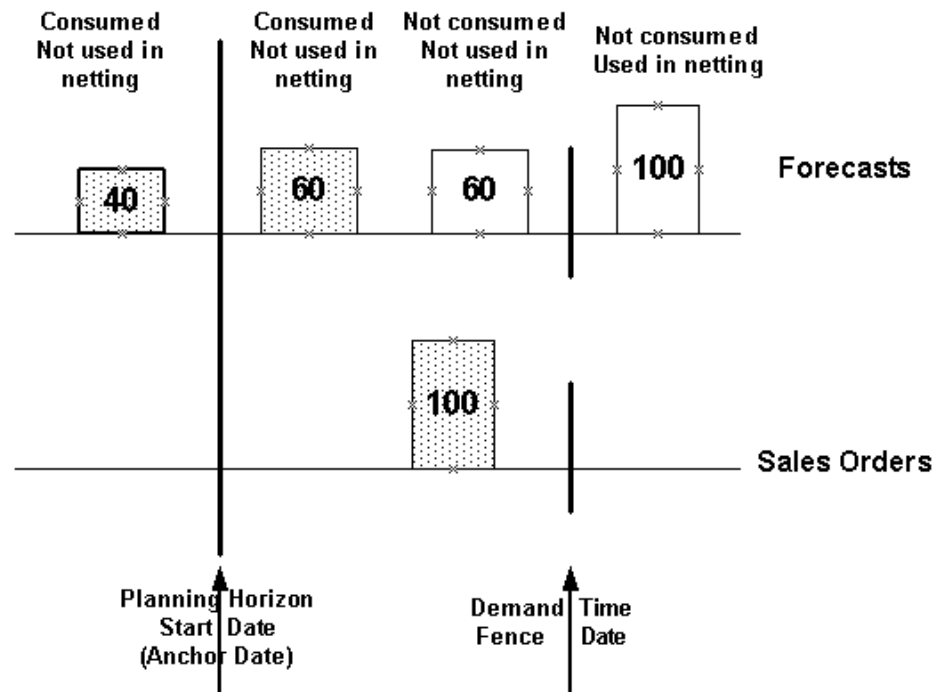 Consumed
Not used in
netting
Consumed
Not used in
netting
Not consumed
Not used in
netting
Not consumed
Used in netting
40
60
60
100
Forecasts
100
Sales Orders
Planning Horizon
Start Date
(Anchor Date)
Demand Time
Fence Date